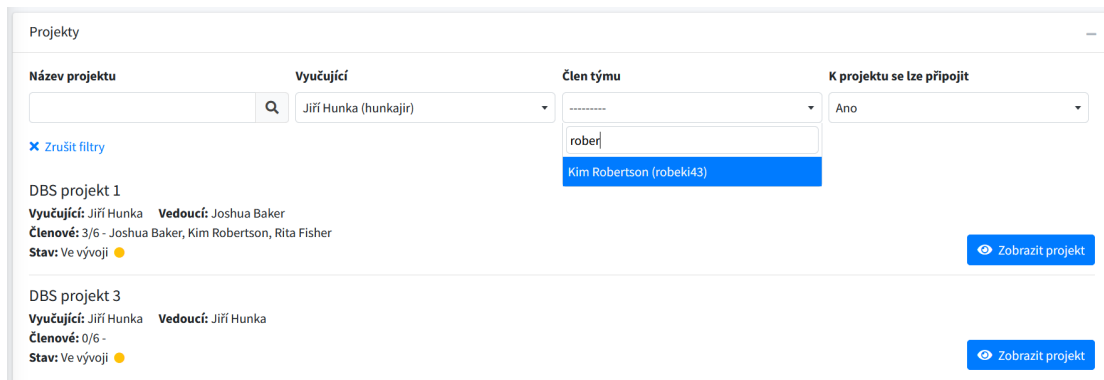 Projekty
Název projektu Vyučující Člen týmu K projektu se lze připojit
Jiří Hunka (hunkajir) --------- Ano
rober
Zrušit filtry
Kim Robertson (robeki43)
DBS projekt 1
Vyučující: Jiří Hunka Vedoucí: Joshua Baker
Členové: 3/6 - Joshua Baker, Kim Robertson, Rita Fisher
Stav: Ve vývoji
Zobrazit projekt
DBS projekt 3
Vyučující: Jiří Hunka Vedoucí: Jiří Hunka
Členové: 0/6 -
Stav: Ve vývoji
Zobrazit projekt